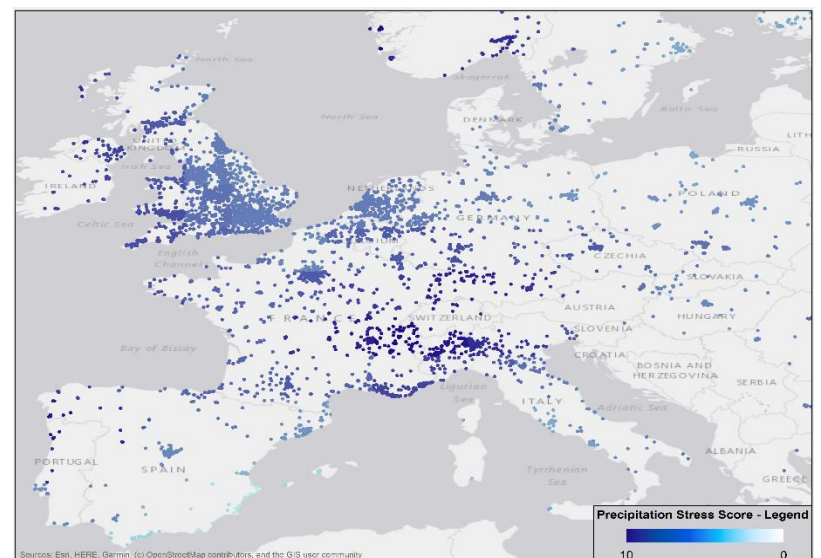 North Sea
Skagerrak
North Sea
DENMARK
Baltic Sea
LITH
UNITED
KINGDOM
RUSSIA
Irish Sea
IRELAND
NETHERLANDS
POLAND
GERMANY
Celtic Sea
BELGIUM
English
Channel
CZECHIA
SLOVAKIA
AUSTRIA
FRANCE
SWITZERLAND
HUNGARY
SLOVENIA
Bay of Biscay
CROATIA
BOSNIA AND
HERZEGOVINA
SERBIA
Ligurian
Sea
ITALY
Adriatic Sea
PORTUGAL
SPAIN
ALBANIA
Tyrrhenian
Sea
GREECE
Precipitation Stress Score - Legend
10 0
Sources: Esri, HERE, Garmin, (c) OpenStreetMap contributors, and the GIS user community